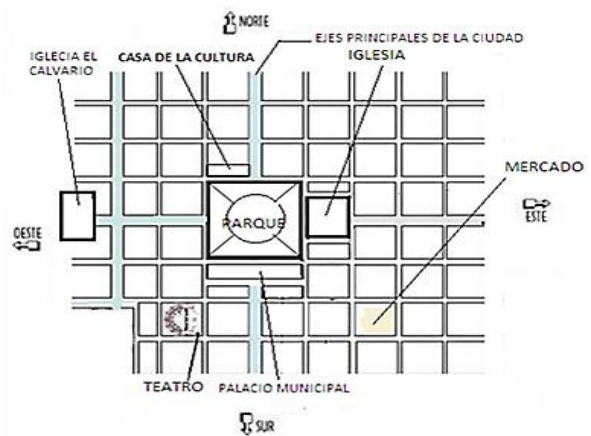 NORTE
EJES PRINCIPALES DE LA CIUDAD
IGLECIA EL
CALVARIO
CASA DE LA CULTURA
IGLESIA
MERCADO
PARQUE
OESTE
ESTE
TEATRO
PALACIO MUNICIPAL
SUR